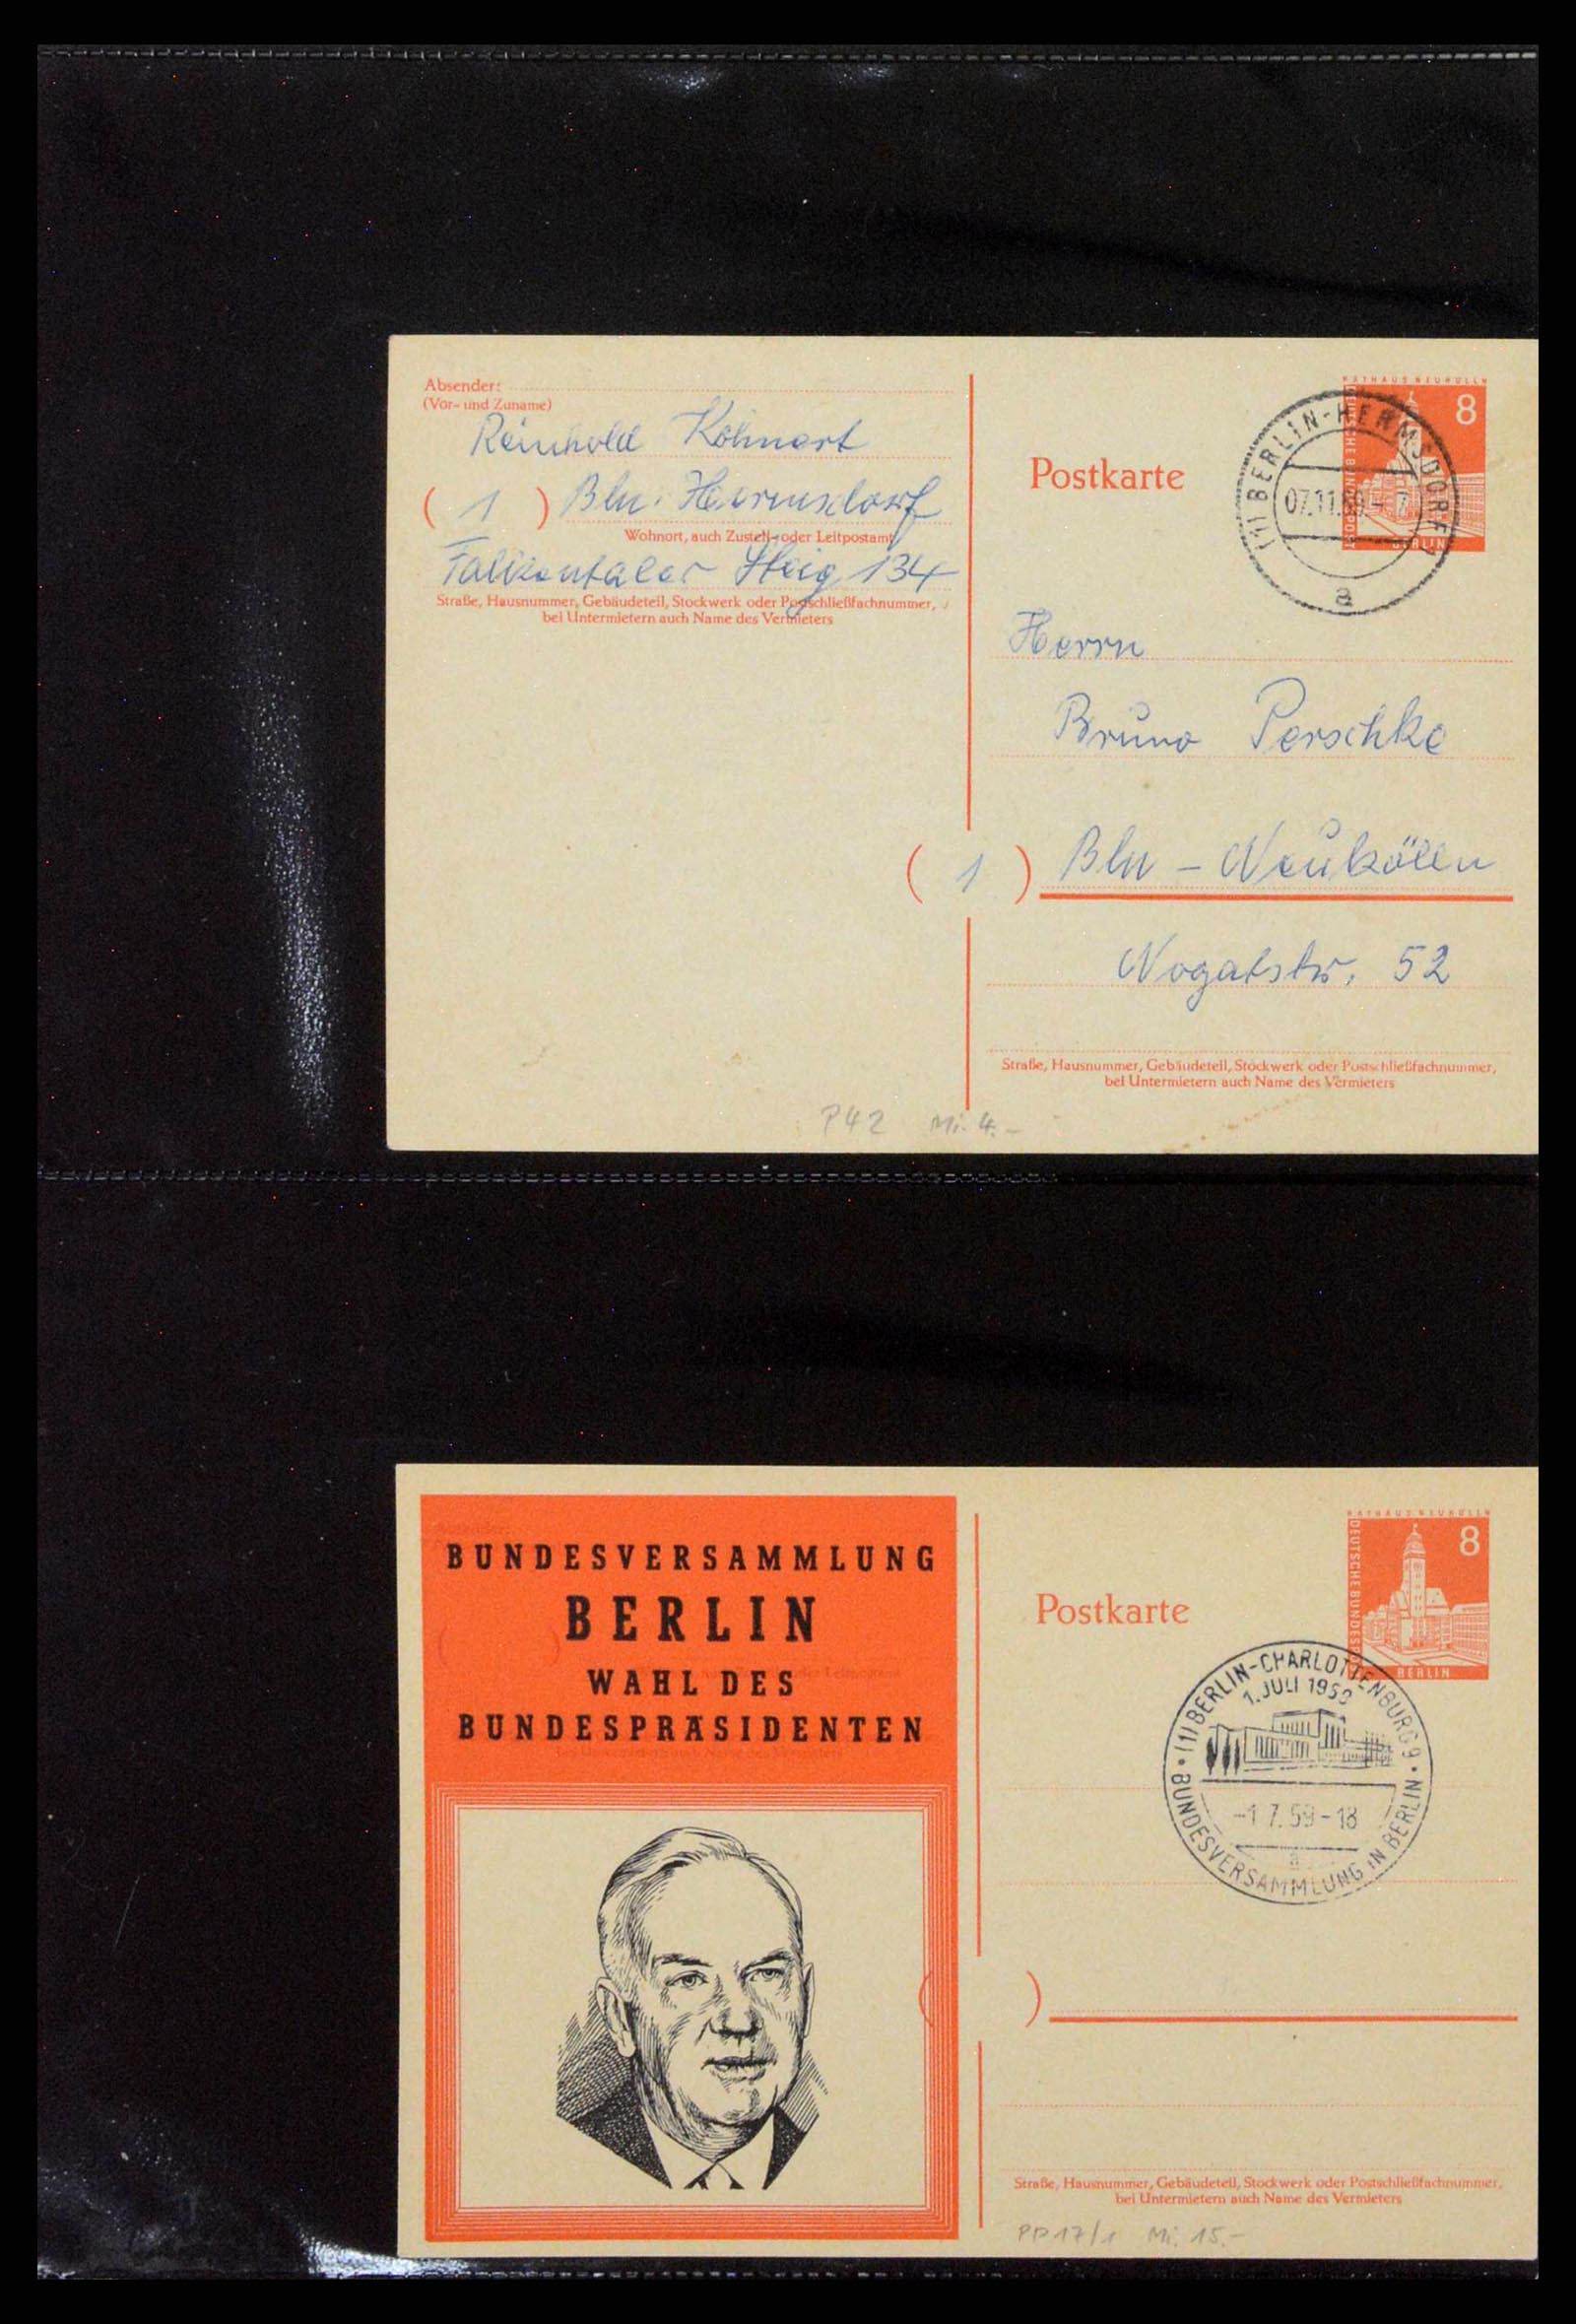 Absender:
(Vor- und Zuname)
Reinhold Kohnert
( 1 ) Bln. Hermsdorf
Wohnort, auch Zustell- oder Leitpostamt
Falkentaler Steig 134
Straße, Hausnummer, Gebäudeteil, Stockwerk oder Postschließfachnummer,
bei Untermietern auch Name des Vermieters
Postkarte
RATHAUS NEUKÖLLN
8
DEUTSCHE BUNDESPOST
BERLIN
(1) BERLIN-HERMSDORF
07.11.60.-7
a
Herrn
Bruno Perschke
( 1 ) Bln - Neukölln
Nogatstr. 52
Straße, Hausnummer, Gebäudeteil, Stockwerk oder Postschließfachnummer,
bei Untermietern auch Name des Vermieters
P42 Mi. 4.-
BUNDESVERSAMMLUNG
BERLIN
WAHL DES
BUNDESPRÄSIDENTEN
Postkarte
RATHAUS NEUKÖLLN
8
DEUTSCHE BUNDESPOST
BERLIN
(1) BERLIN-CHARLOTTENBURG 9
1. JULI 1959
-1.7.59-18
a
BUNDESVERSAMMLUNG IN BERLIN
( )
Straße, Hausnummer, Gebäudeteil, Stockwerk oder Postschließfachnummer,
bei Untermietern auch Name des Vermieters
PP17/1 Mi. 15.-